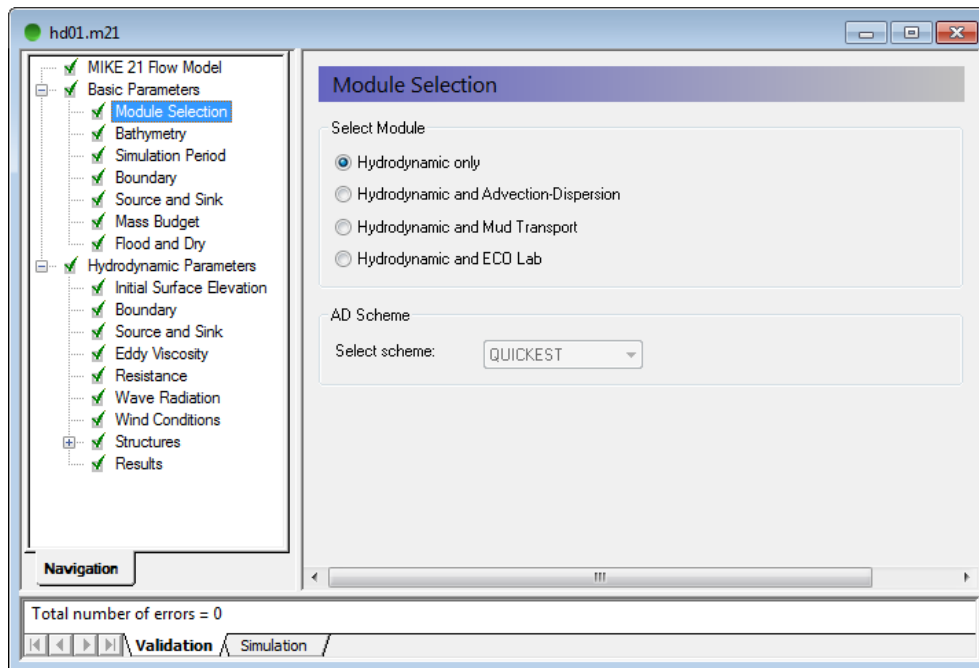 hd01.m21
MIKE 21 Flow Model
Basic Parameters
Module Selection
Bathymetry
Simulation Period
Boundary
Source and Sink
Mass Budget
Flood and Dry
Hydrodynamic Parameters
Initial Surface Elevation
Boundary
Source and Sink
Eddy Viscosity
Resistance
Wave Radiation
Wind Conditions
Structures
Results
Navigation
Module Selection
Select Module
Hydrodynamic only
Hydrodynamic and Advection-Dispersion
Hydrodynamic and Mud Transport
Hydrodynamic and ECO Lab
AD Scheme
Select scheme: QUICKEST
Total number of errors = 0
Validation Simulation